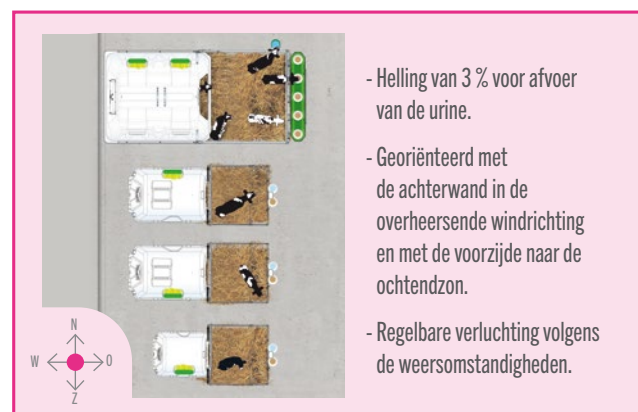 - Helling van 3 % voor afvoer
van de urine.
- Georiënteerd met
de achterwand in de
overheersende windrichting
en met de voorzijde naar de
ochtendzon.
- Regelbare verluchting volgens
de weersomstandigheden.
N
W O
Z